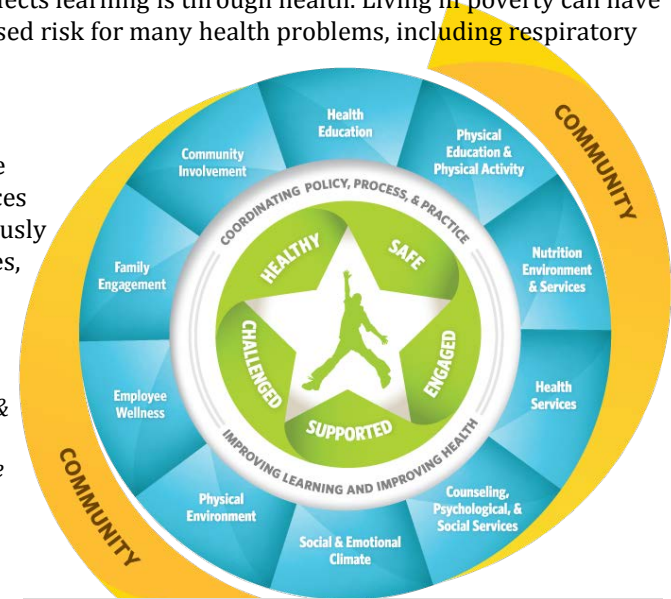 ects learning is through health. Living in poverty can have
sed risk for many health problems, including respiratory
e
ces
usly
es,
&
e
COMMUNITY
Health
Education
Physical
Education &
Physical Activity
Nutrition
Environment
& Services
Health
Services
Counseling,
Psychological, &
Social Services
Social & Emotional
Climate
Physical
Environment
Employee
Wellness
Family
Engagement
Community
Involvement
COORDINATING POLICY, PROCESS, & PRACTICE
IMPROVING LEARNING AND IMPROVING HEALTH
HEALTHY
SAFE
ENGAGED
SUPPORTED
CHALLENGED
COMMUNITY